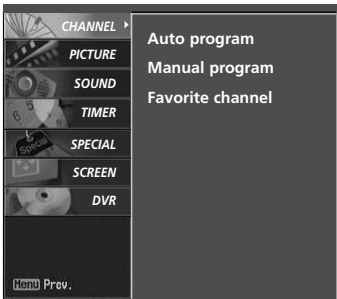 CHANNEL
PICTURE
SOUND
TIMER
SPECIAL
SCREEN
DVR
Menu Prev.
Auto program
Manual program
Favorite channel